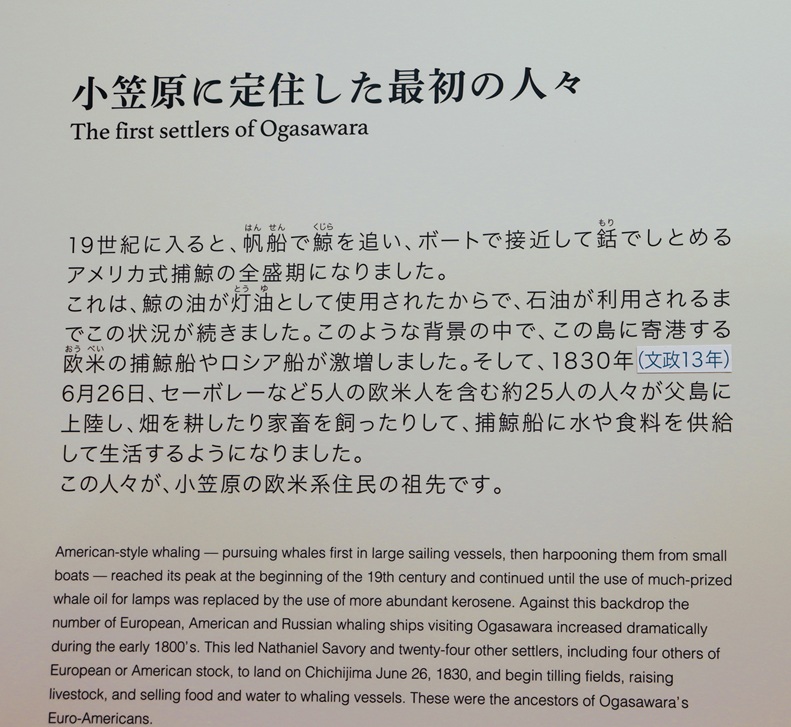 小笠原に定住した最初の人々
The first settlers of Ogasawara
19世紀に入ると、帆船で鯨を追い、ボートで接近して銛でしとめる
アメリカ式捕鯨の全盛期になりました。
これは、鯨の油が灯油として使用されたからで、石油が利用されるま
でこの状況が続きました。このような背景の中で、この島に寄港する
欧米の捕鯨船やロシア船が激増しました。そして、1830年(文政13年)
6月26日、セーボレーなど5人の欧米人を含む約25人の人々が父島に
上陸し、畑を耕したり家畜を飼ったりして、捕鯨船に水や食料を供給
して生活するようになりました。
この人々が、小笠原の欧米系住民の祖先です。
American-style whaling — pursuing whales first in large sailing vessels, then harpooning them from small
boats — reached its peak at the beginning of the 19th century and continued until the use of much-prized
whale oil for lamps was replaced by the use of more abundant kerosene. Against this backdrop the
number of European, American and Russian whaling ships visiting Ogasawara increased dramatically
during the early 1800's. This led Nathaniel Savory and twenty-four other settlers, including four others of
European or American stock, to land on Chichijima June 26, 1830, and begin tilling fields, raising
livestock, and selling food and water to whaling vessels. These were the ancestors of Ogasawara's
Euro-Americans.